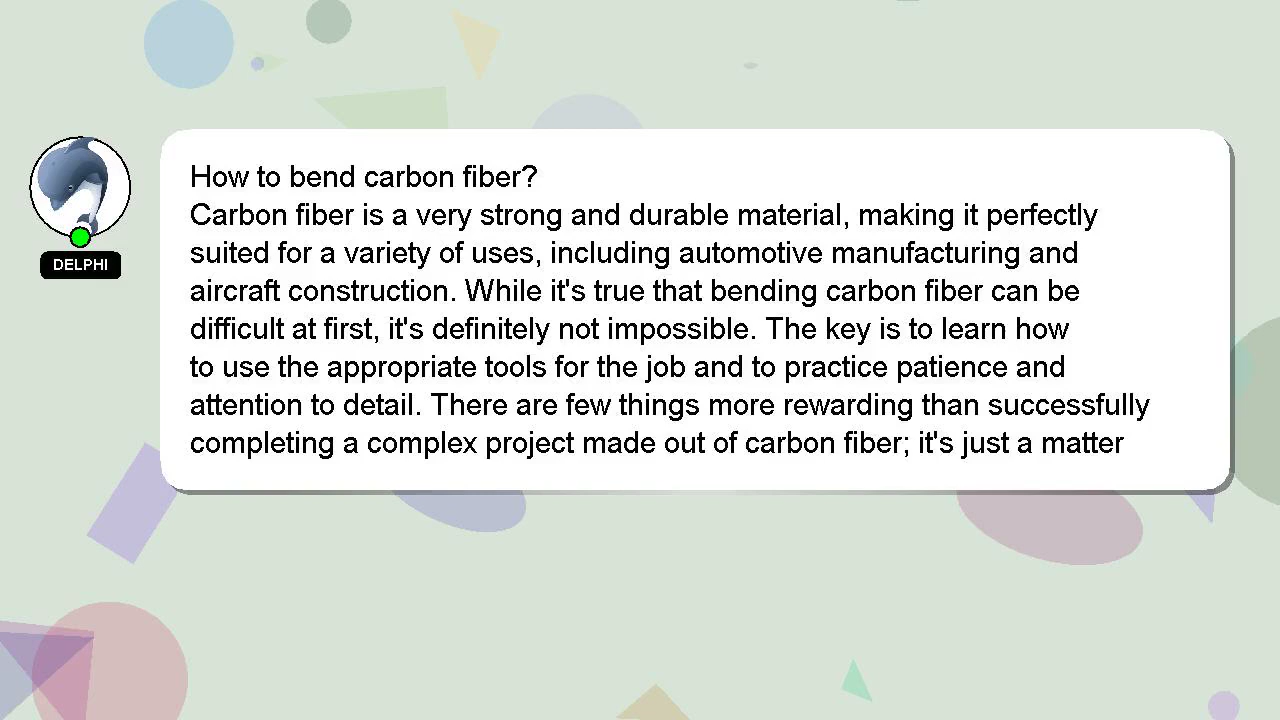 How to bend carbon fiber?
Carbon fiber is a very strong and durable material, making it perfectly
suited for a variety of uses, including automotive manufacturing and
aircraft construction. While it's true that bending carbon fiber can be
difficult at first, it's definitely not impossible. The key is to learn how
to use the appropriate tools for the job and to practice patience and
attention to detail. There are few things more rewarding than successfully
completing a complex project made out of carbon fiber; it's just a matter
DELPHI